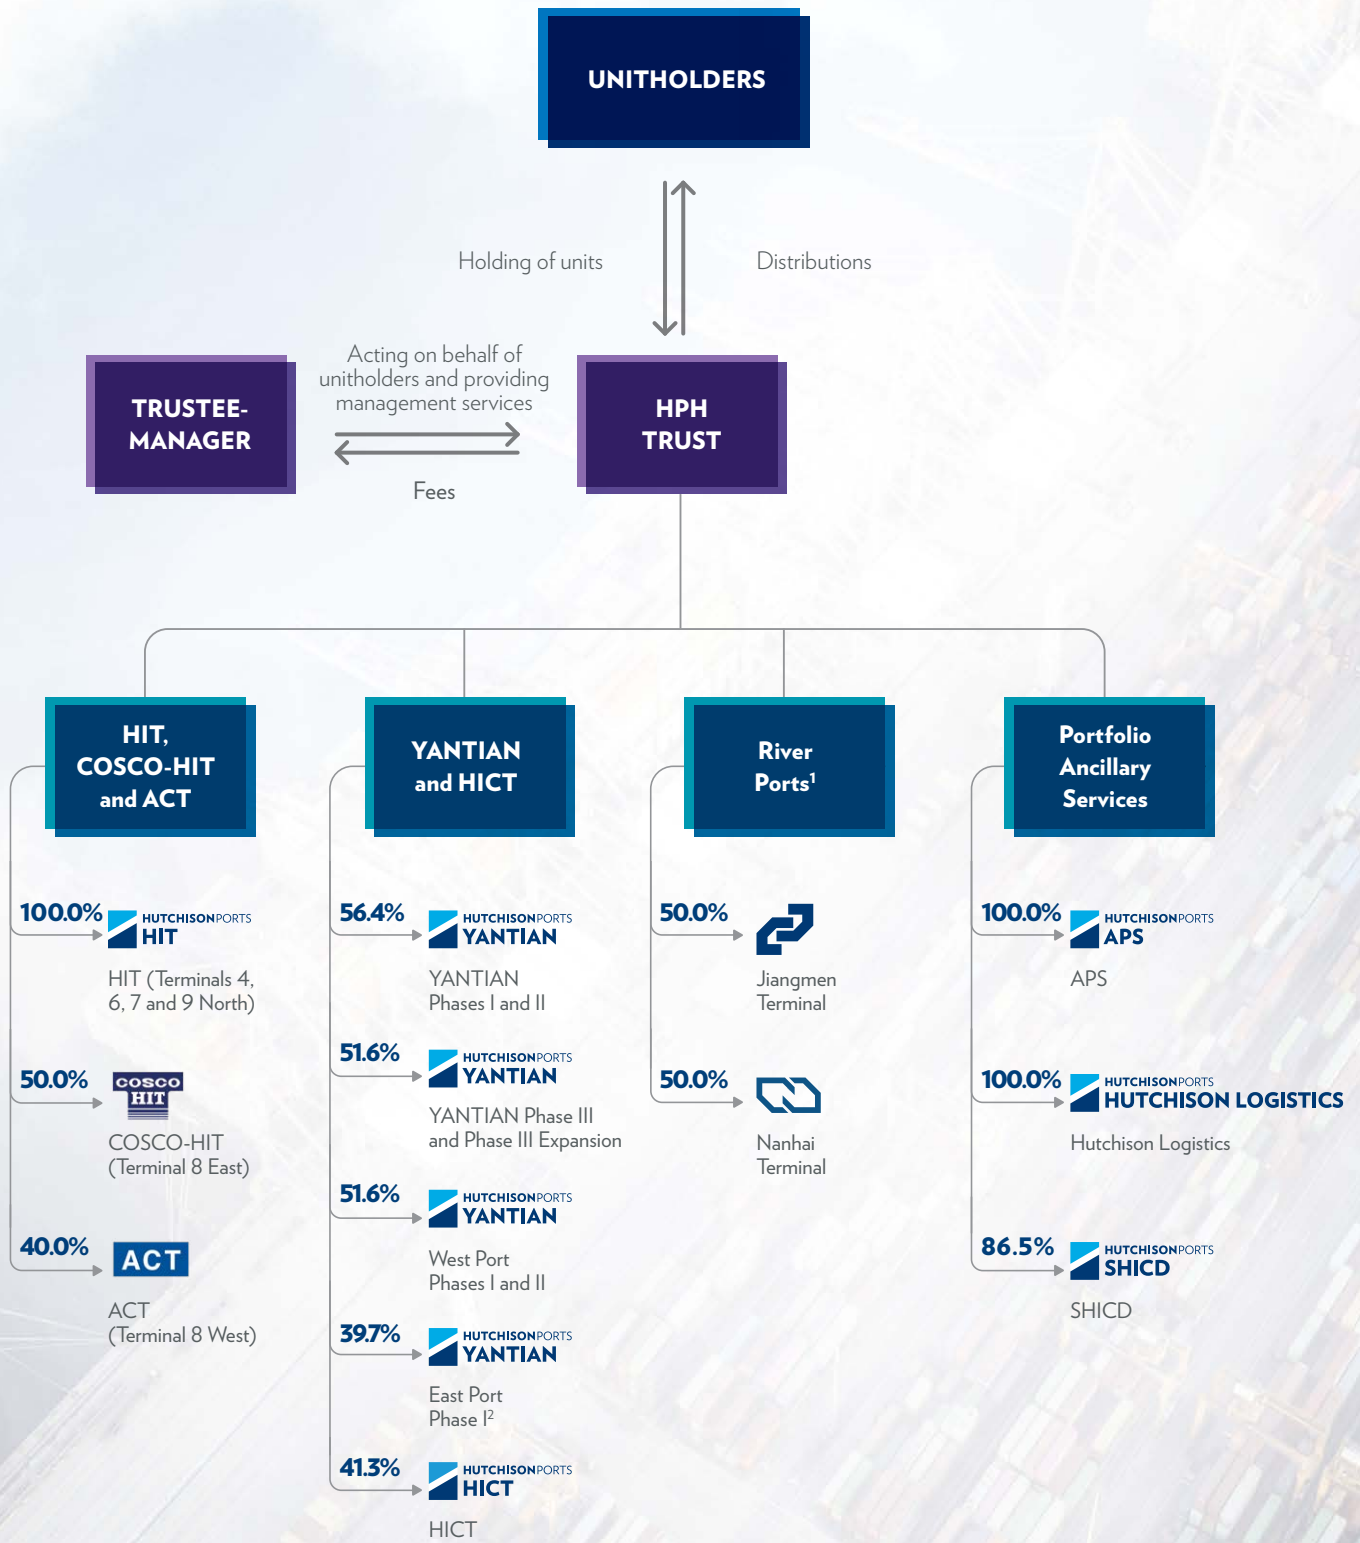 UNITHOLDERS
Holding of units
Distributions
TRUSTEE-
MANAGER
Acting on behalf of
unitholders and providing
management services
Fees
HPH
TRUST
HIT,
COSCO-HIT
and ACT
100.0%
HUTCHISONPORTS
HIT
HIT (Terminals 4,
6, 7 and 9 North)
50.0%
COSCO
HIT
COSCO-HIT
(Terminal 8 East)
40.0%
ACT
ACT
(Terminal 8 West)
YANTIAN
and HICT
56.4%
HUTCHISONPORTS
YANTIAN
YANTIAN
Phases I and II
51.6%
HUTCHISONPORTS
YANTIAN
YANTIAN Phase III
and Phase III Expansion
51.6%
HUTCHISONPORTS
YANTIAN
West Port
Phases I and II
39.7%
HUTCHISONPORTS
YANTIAN
East Port
Phase I²
41.3%
HUTCHISONPORTS
HICT
HICT
River
Ports¹
50.0%
Jiangmen
Terminal
50.0%
Nanhai
Terminal
Portfolio
Ancillary
Services
100.0%
HUTCHISONPORTS
APS
APS
100.0%
HUTCHISONPORTS
HUTCHISON LOGISTICS
Hutchison Logistics
86.5%
HUTCHISONPORTS
SHICD
SHICD